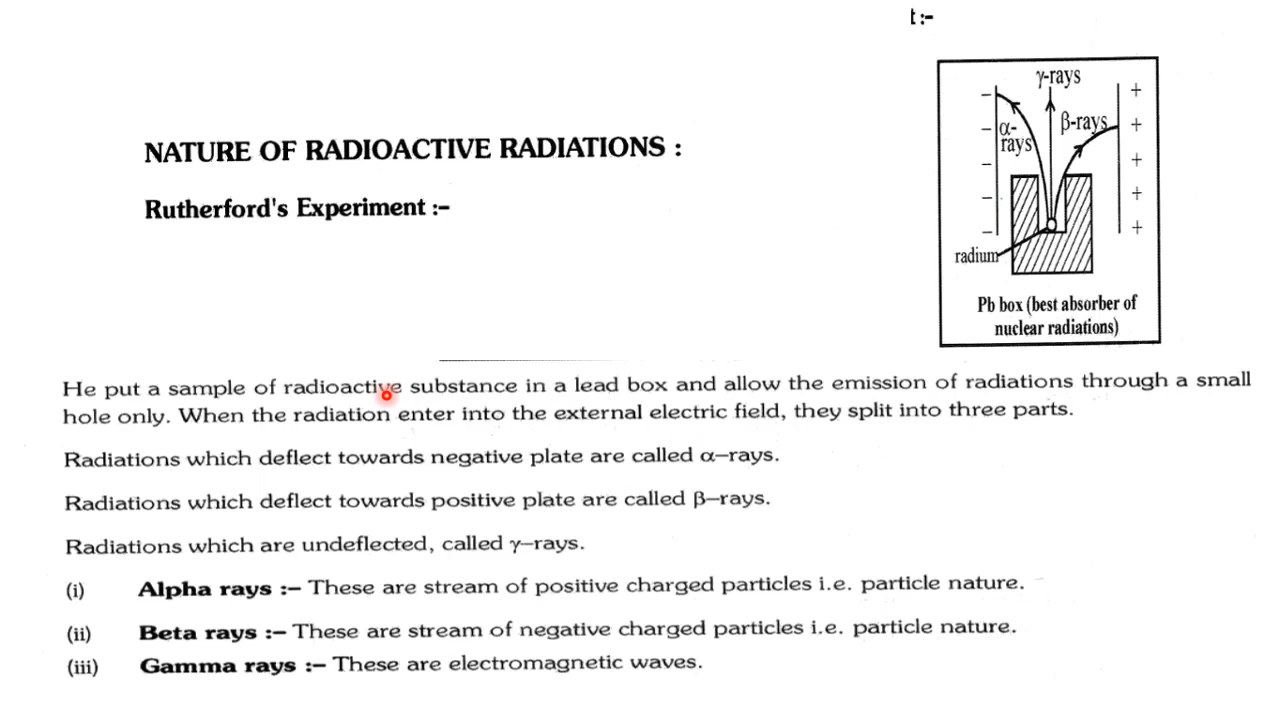 t:-
γ-rays
α-
rays
β-rays
− − − − −
+ + + + +
radium
Pb box (best absorber of
nuclear radiations)
NATURE OF RADIOACTIVE RADIATIONS :
Rutherford's Experiment :-
He put a sample of radioactive substance in a lead box and allow the emission of radiations through a small
hole only. When the radiation enter into the external electric field, they split into three parts.
Radiations which deflect towards negative plate are called α–rays.
Radiations which deflect towards positive plate are called β–rays.
Radiations which are undeflected, called γ–rays.
(i) Alpha rays :– These are stream of positive charged particles i.e. particle nature.
(ii) Beta rays :– These are stream of negative charged particles i.e. particle nature.
(iii) Gamma rays :– These are electromagnetic waves.